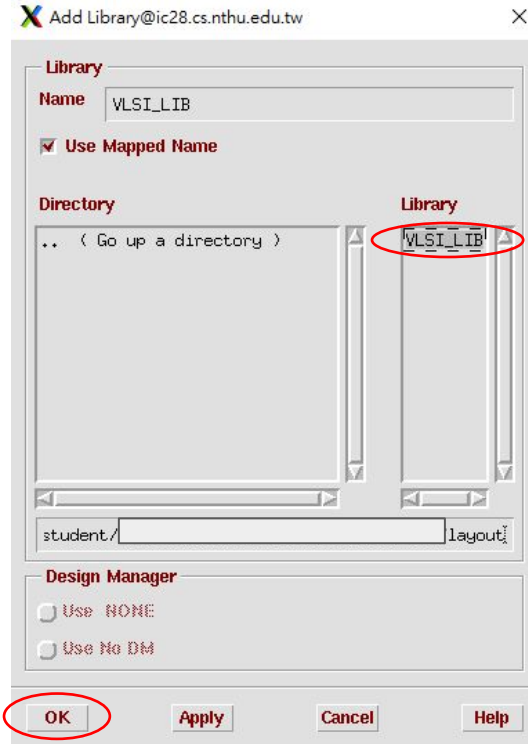 Add Library@ic28.cs.nthu.edu.tw
Library
Name VLSI_LIB
Use Mapped Name
Directory Library
.. ( Go up a directory ) VLSI_LIB
student/ layout
Design Manager
Use NONE
Use No DM
OK Apply Cancel Help